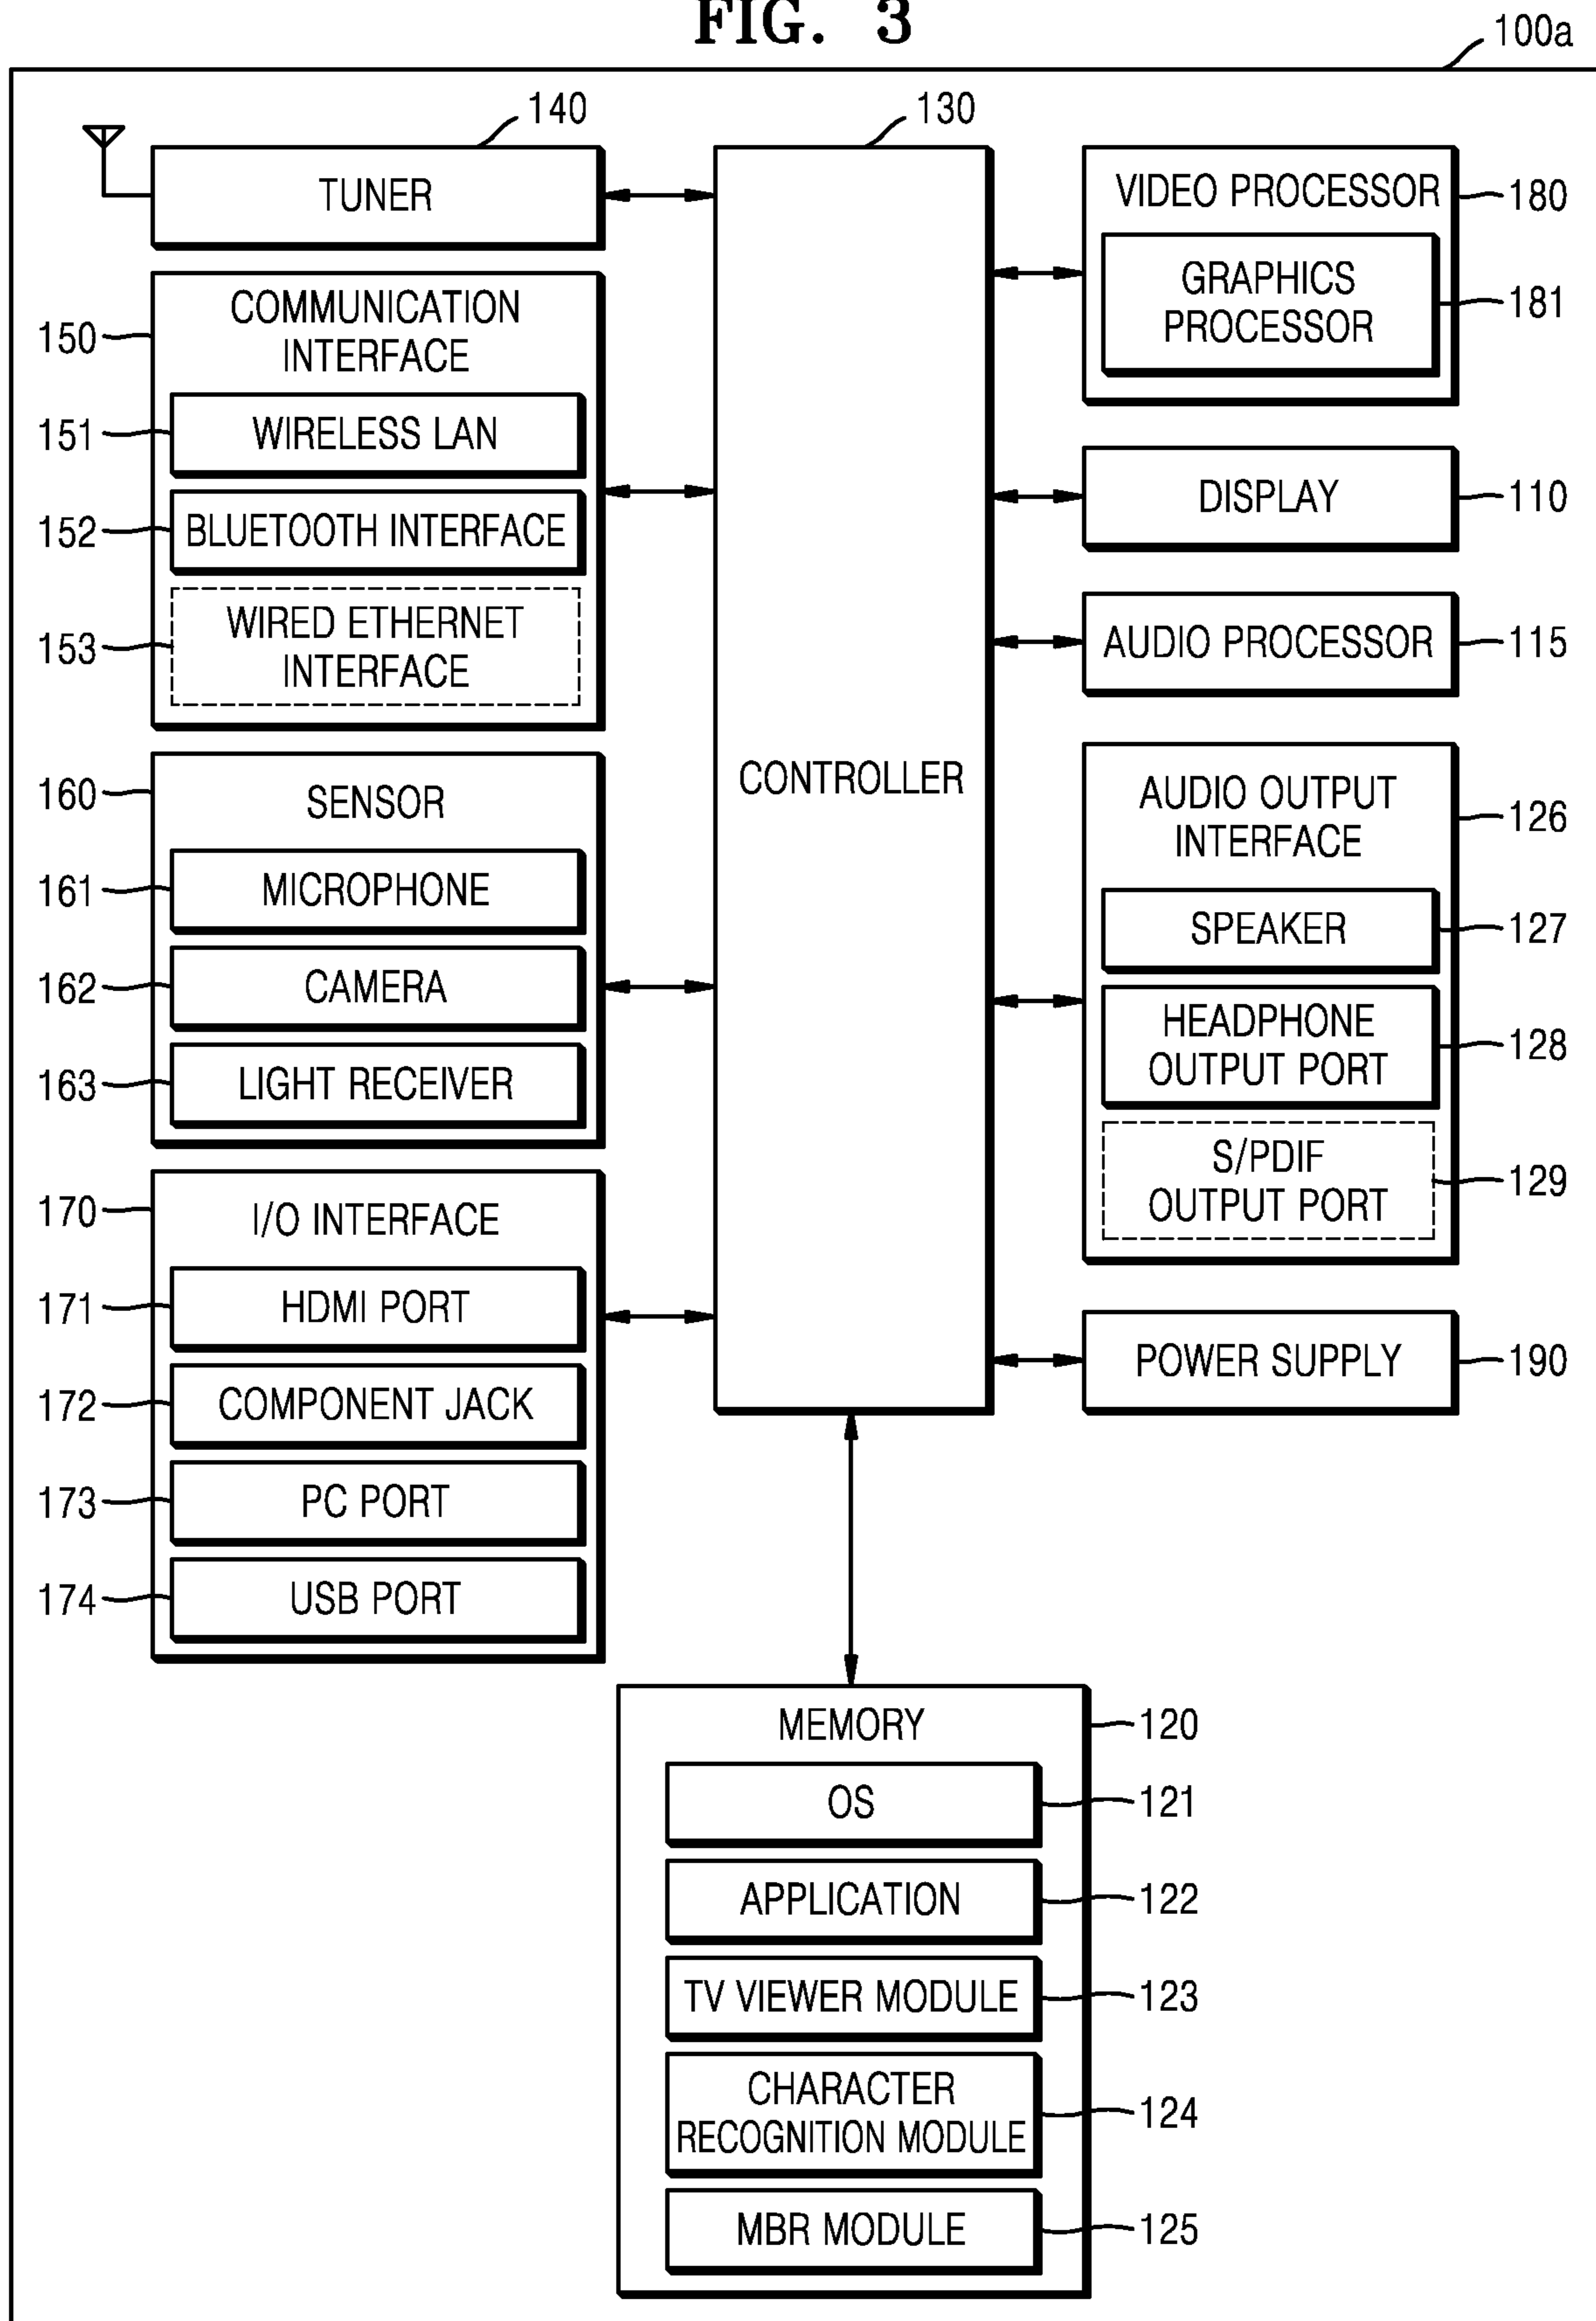 FIG. 3
100a
140
TUNER
130
CONTROLLER
VIDEO PROCESSOR
180
GRAPHICS
PROCESSOR
181
150
COMMUNICATION
INTERFACE
151
WIRELESS LAN
152
BLUETOOTH INTERFACE
153
WIRED ETHERNET
INTERFACE
DISPLAY
110
AUDIO PROCESSOR
115
160
SENSOR
161
MICROPHONE
162
CAMERA
163
LIGHT RECEIVER
AUDIO OUTPUT
INTERFACE
126
SPEAKER
127
HEADPHONE
OUTPUT PORT
128
S/PDIF
OUTPUT PORT
129
170
I/O INTERFACE
171
HDMI PORT
172
COMPONENT JACK
173
PC PORT
174
USB PORT
POWER SUPPLY
190
MEMORY
120
OS
121
APPLICATION
122
TV VIEWER MODULE
123
CHARACTER
RECOGNITION MODULE
124
MBR MODULE
125